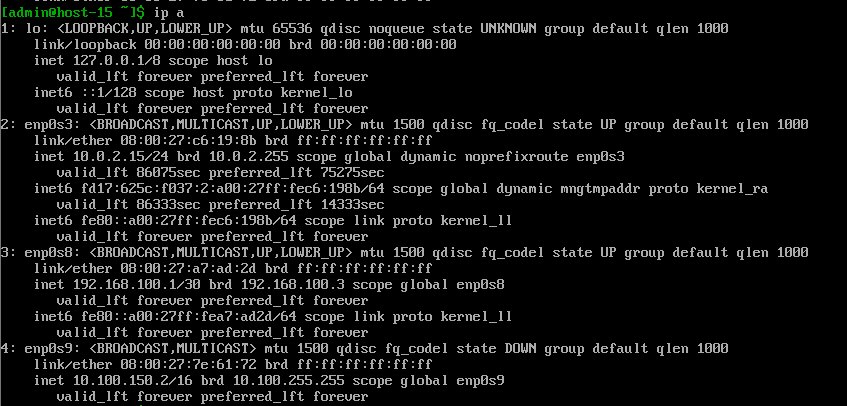 [admin@host-15 ~]$ ip a
1: lo: <LOOPBACK,UP,LOWER_UP> mtu 65536 qdisc noqueue state UNKNOWN group default qlen 1000
    link/loopback 00:00:00:00:00:00 brd 00:00:00:00:00:00
    inet 127.0.0.1/8 scope host lo
       valid_lft forever preferred_lft forever
    inet6 ::1/128 scope host proto kernel_lo
       valid_lft forever preferred_lft forever
2: enp0s3: <BROADCAST,MULTICAST,UP,LOWER_UP> mtu 1500 qdisc fq_codel state UP group default qlen 1000
    link/ether 08:00:27:c6:19:8b brd ff:ff:ff:ff:ff:ff
    inet 10.0.2.15/24 brd 10.0.2.255 scope global dynamic noprefixroute enp0s3
       valid_lft 86075sec preferred_lft 75275sec
    inet6 fd17:625c:f037:2:a00:27ff:fec6:198b/64 scope global dynamic mngtmpaddr proto kernel_ra
       valid_lft 86333sec preferred_lft 14333sec
    inet6 fe80::a00:27ff:fec6:198b/64 scope link proto kernel_ll
       valid_lft forever preferred_lft forever
3: enp0s8: <BROADCAST,MULTICAST,UP,LOWER_UP> mtu 1500 qdisc fq_codel state UP group default qlen 1000
    link/ether 08:00:27:a7:ad:2d brd ff:ff:ff:ff:ff:ff
    inet 192.168.100.1/30 brd 192.168.100.3 scope global enp0s8
       valid_lft forever preferred_lft forever
    inet6 fe80::a00:27ff:fea7:ad2d/64 scope link proto kernel_ll
       valid_lft forever preferred_lft forever
4: enp0s9: <BROADCAST,MULTICAST> mtu 1500 qdisc fq_codel state DOWN group default qlen 1000
    link/ether 08:00:27:7e:61:72 brd ff:ff:ff:ff:ff:ff
    inet 10.100.150.2/16 brd 10.100.255.255 scope global enp0s9
       valid_lft forever preferred_lft forever